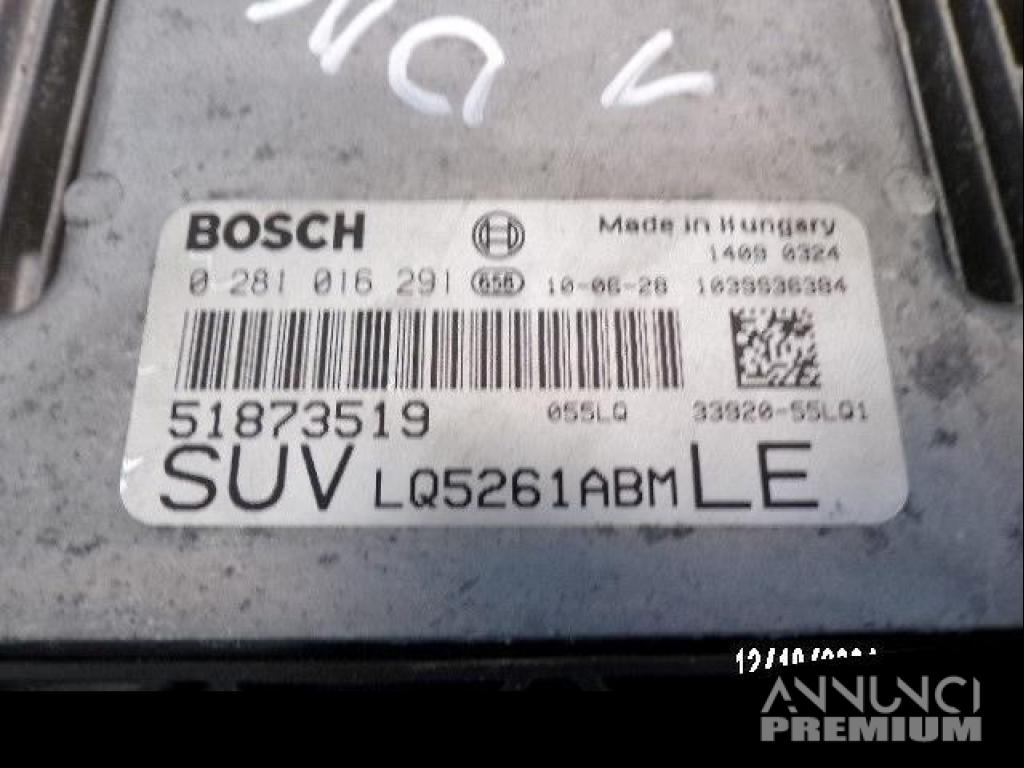 BOSCH
Made in Hungary
1409 0324
0 281 016 291 656 10-06-28 1039S36384
51873519 055LQ 33920-55LQ1
SUV LQ5261ABM LE
ANNUNCI
PREMIUM